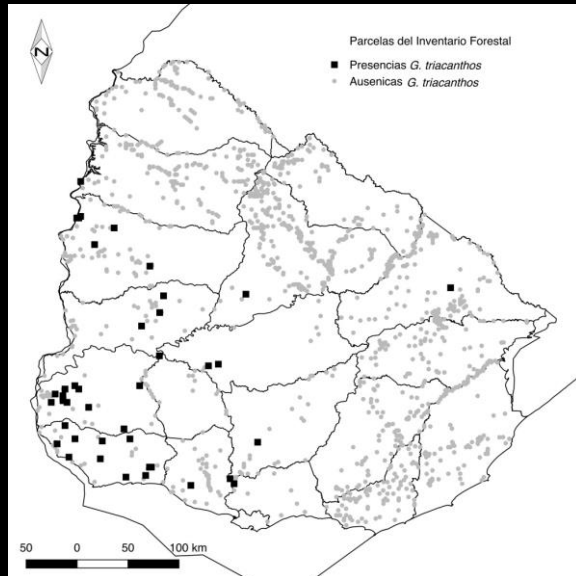 N
Parcelas del Inventario Forestal
Presencias G. triacanthos
Ausenicas G. triacanthos
50 0 50 100 km